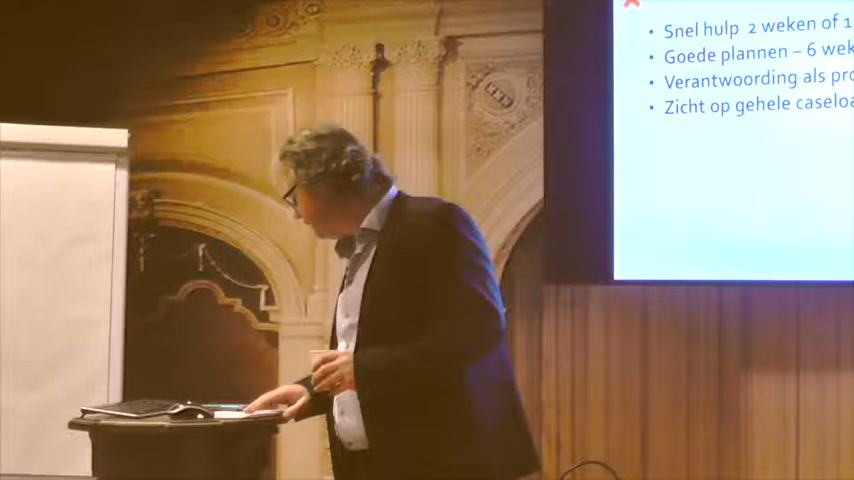 • Snel hulp 2 weken of 1
• Goede plannen – 6 wek
• Verantwoording als pro
• Zicht op gehele caseloa